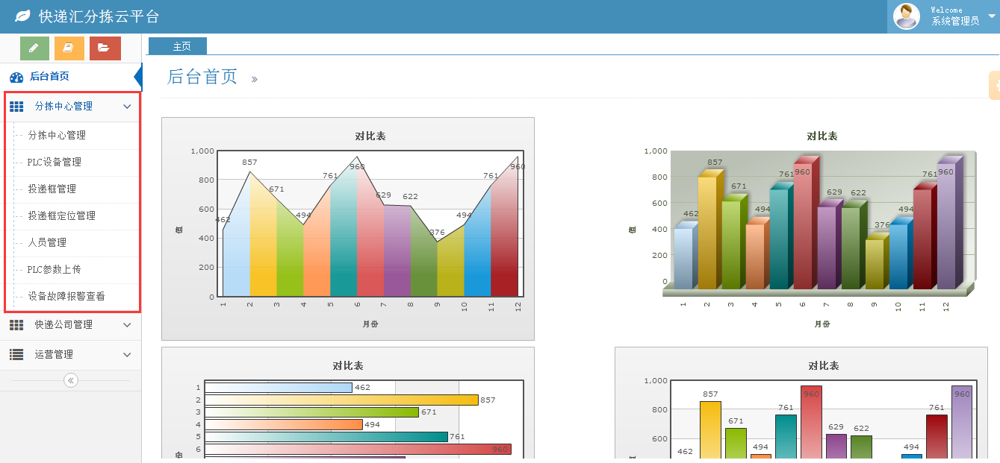 快递汇分拣云平台
Welcome
系统管理员
主页
后台首页
后台首页 »
分拣中心管理
分拣中心管理
PLC设备管理
投递框管理
投递框定位管理
人员管理
PLC参数上传
设备故障报警查看
快递公司管理
运营管理
对比表
1,000
800
600
400
200
0
值
462
857
671
494
761
960
629
622
376
494
761
960
1 2 3 4 5 6 7 8 9 10 11 12
月份
对比表
1,000
800
600
400
200
0
值
462
857
671
494
761
960
629
622
376
494
761
960
1 2 3 4 5 6 7 8 9 10 11 12
月份
对比表
1 462
2 857
3 671
4 494
5 761
6 960
对比表
1,000
800
600
462
857
671
494
761
960
629
622
494
761
960